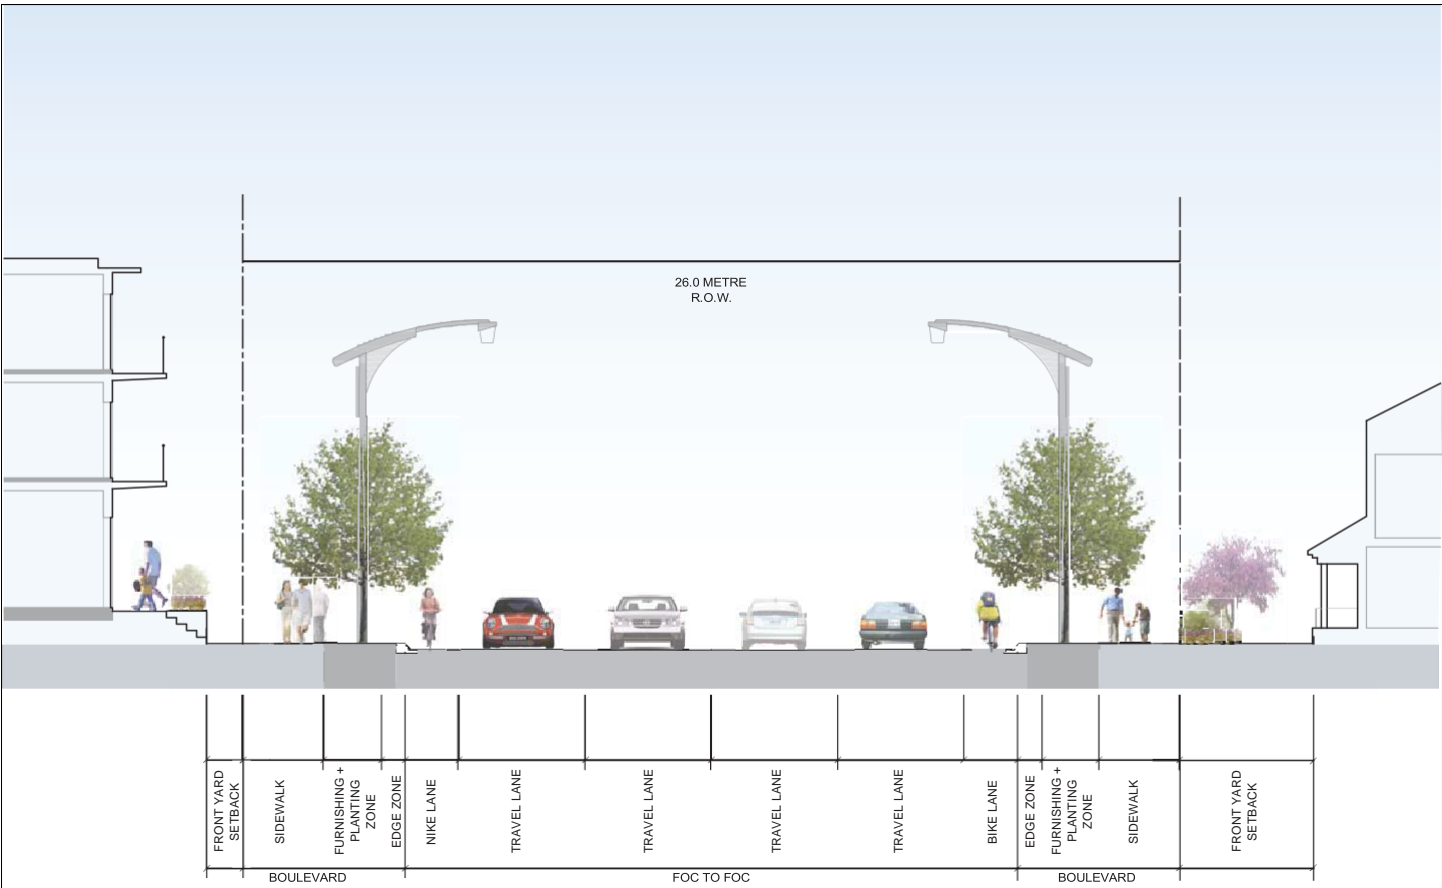 26.0 METRE
R.O.W.
FRONT YARD
SETBACK
SIDEWALK
FURNISHING +
PLANTING
ZONE
EDGE ZONE
NIKE LANE
TRAVEL LANE
TRAVEL LANE
TRAVEL LANE
TRAVEL LANE
BIKE LANE
EDGE ZONE
FURNISHING +
PLANTING
ZONE
SIDEWALK
FRONT YARD
SETBACK
BOULEVARD
FOC TO FOC
BOULEVARD